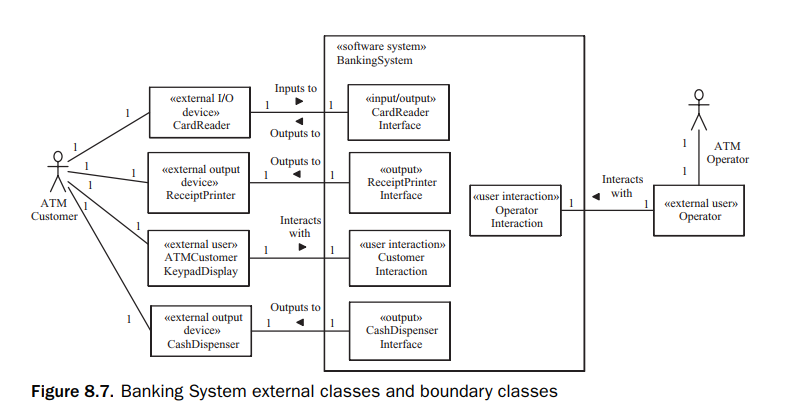 «software system»
BankingSystem
«external I/O
device»
CardReader
Inputs to
1
1
Outputs to
«input/output»
CardReader
Interface
1
1
«external output
device»
ReceiptPrinter
Outputs to
1
1
«output»
ReceiptPrinter
Interface
1
1
ATM
Customer
«external user»
ATMCustomer
KeypadDisplay
Interacts
with
1
1
«user interaction»
Customer
Interaction
1
1
«external output
device»
CashDispenser
Outputs to
1
1
«output»
CashDispenser
Interface
1
1
«user interaction»
Operator
Interaction
Interacts
with
1
1
«external user»
Operator
1
1
ATM
Operator
Figure 8.7. Banking System external classes and boundary classes